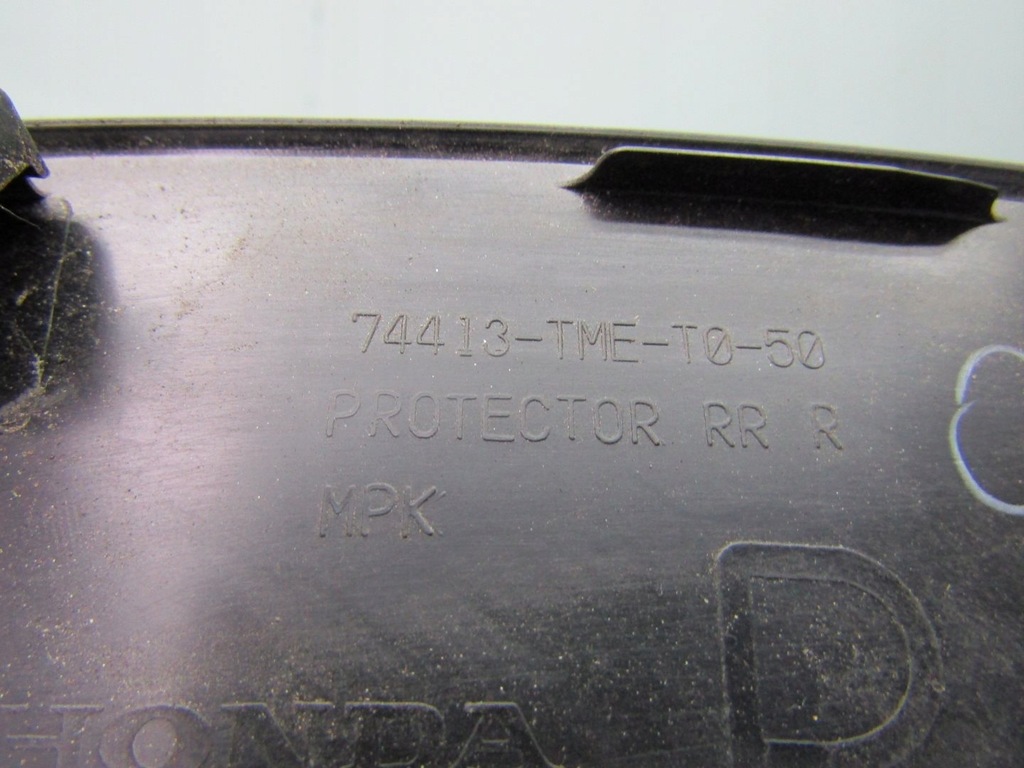 74413-TME-T0-50
PROTECTOR RR R
MPK
D
HONDA